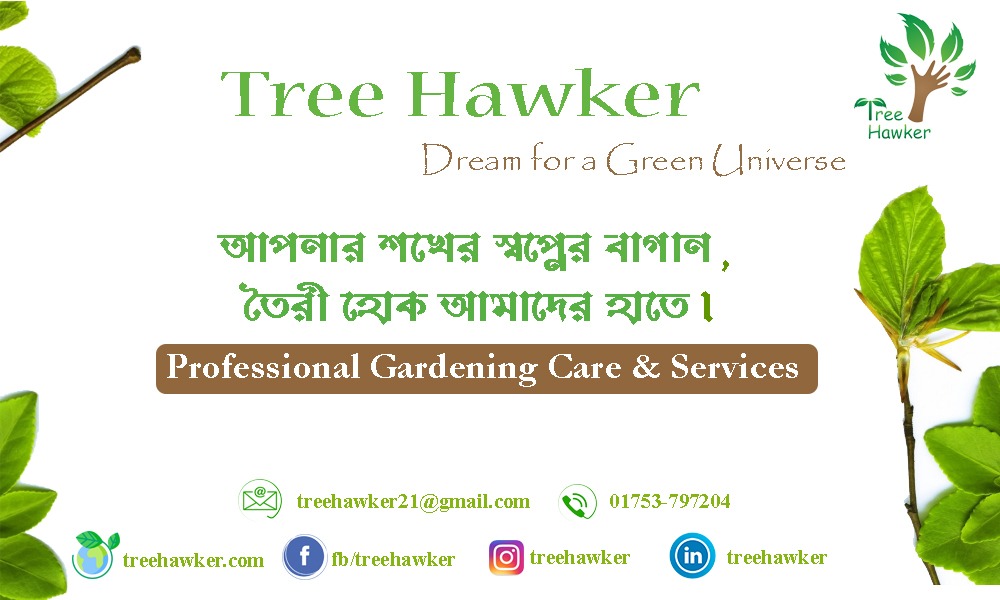 Tree Hawker
Dream for a Green Universe
Tree
Hawker
আপনার শখের স্বপ্নের বাগান ,
তৈরী হোক আমাদের হাতে ।
Professional Gardening Care & Services
treehawker21@gmail.com 01753-797204
treehawker.com fb/treehawker treehawker treehawker